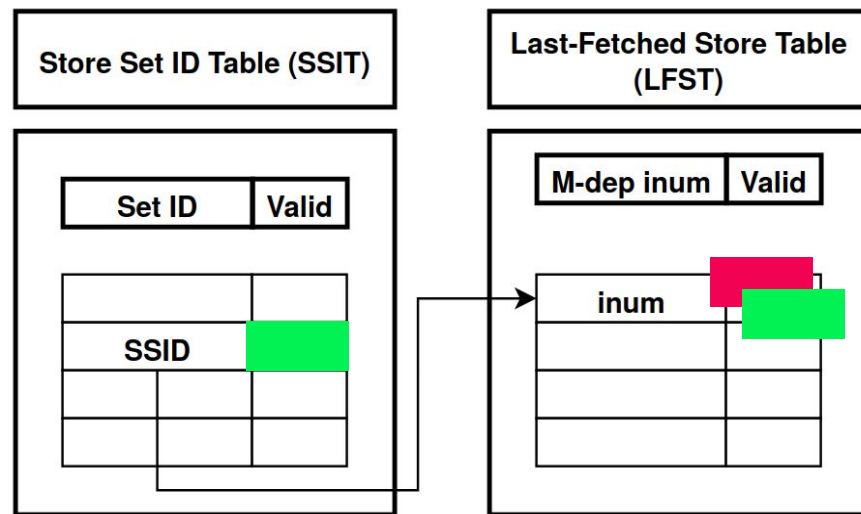 Store Set ID Table (SSIT)
Last-Fetched Store Table
(LFST)
Set ID
Valid
M-dep inum
Valid
SSID
inum